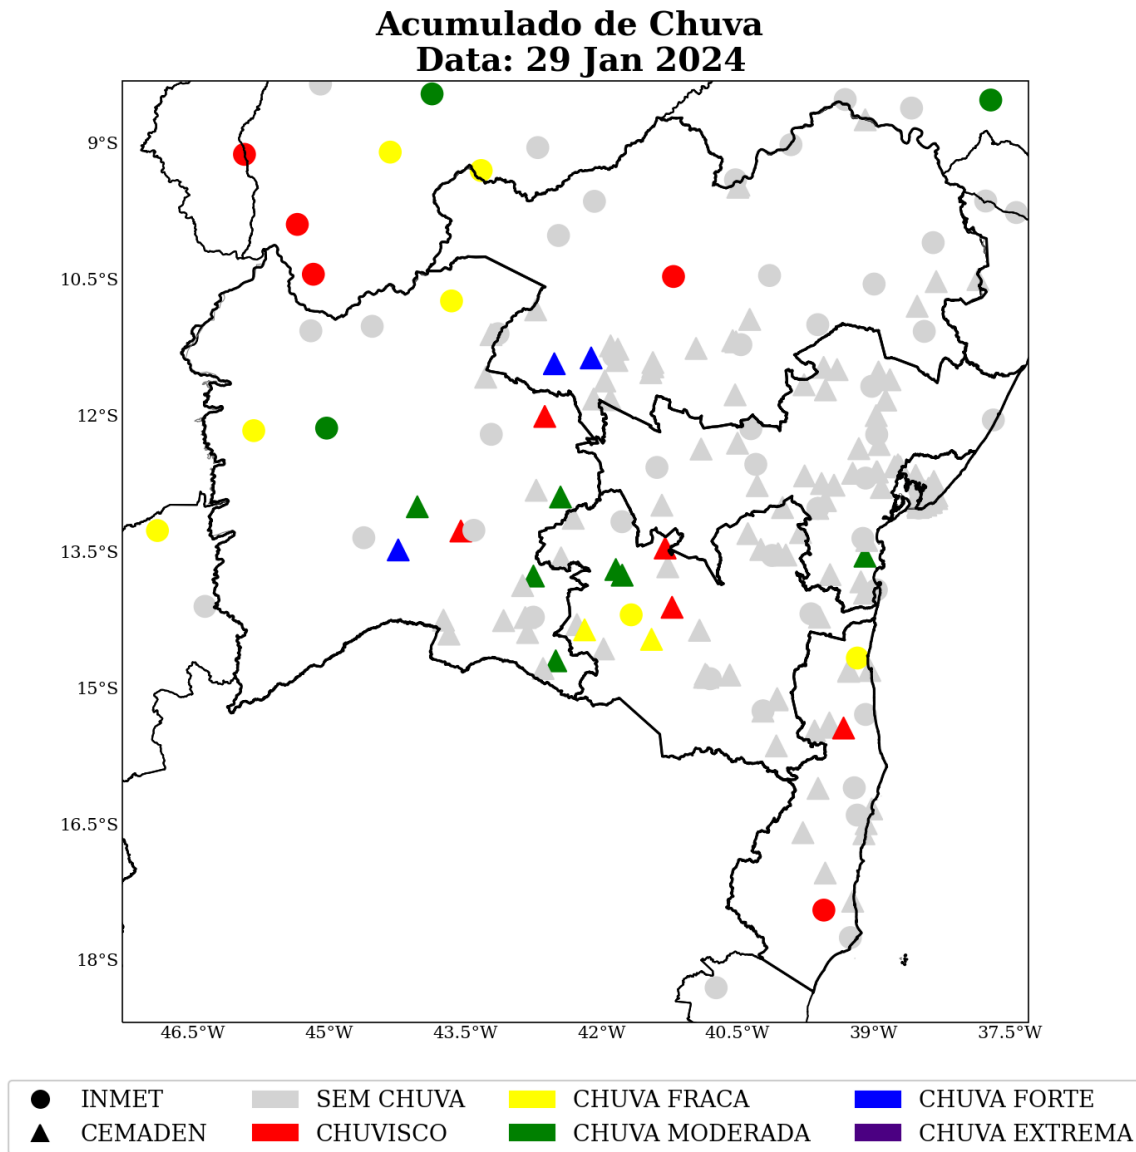 Acumulado de Chuva
Data: 29 Jan 2024
9°S
10.5°S
12°S
13.5°S
15°S
16.5°S
18°S
46.5°W 45°W 43.5°W 42°W 40.5°W 39°W 37.5°W
INMET SEM CHUVA CHUVA FRACA CHUVA FORTE
CEMADEN CHUVISCO CHUVA MODERADA CHUVA EXTREMA